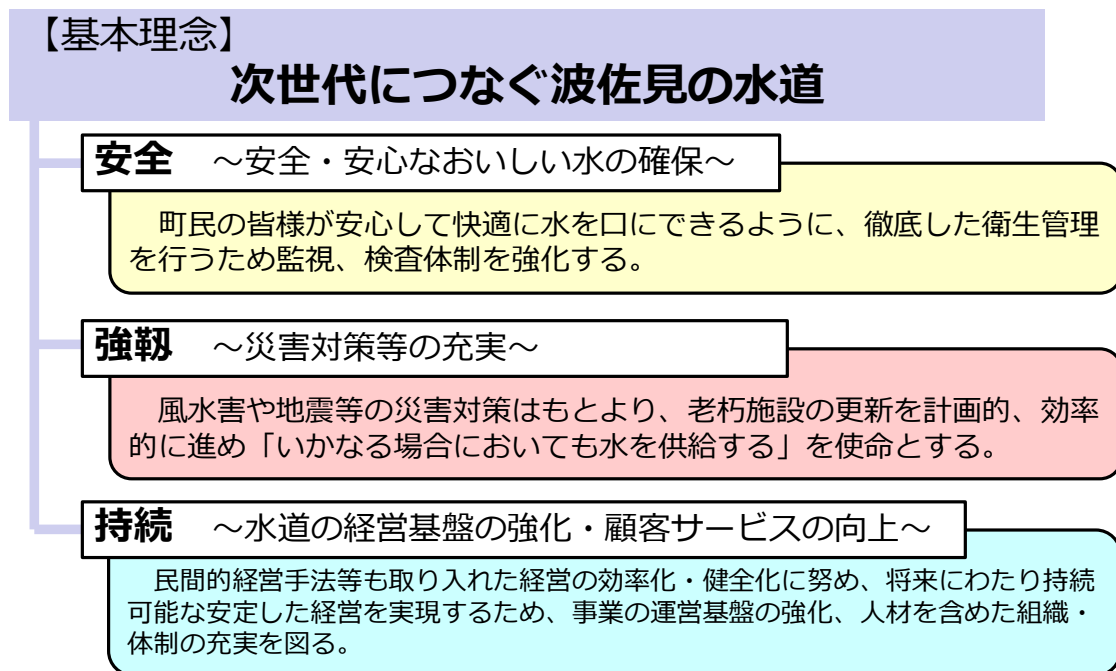 【基本理念】
次世代につなぐ波佐見の水道
安全 ～安全・安心なおいしい水の確保～
町民の皆様が安心して快適に水を口にできるように、徹底した衛生管理
を行うため監視、検査体制を強化する。
強靱 ～災害対策等の充実～
風水害や地震等の災害対策はもとより、老朽施設の更新を計画的、効率
的に進め「いかなる場合においても水を供給する」を使命とする。
持続 ～水道の経営基盤の強化・顧客サービスの向上～
民間的経営手法等も取り入れた経営の効率化・健全化に努め、将来にわたり持続
可能な安定した経営を実現するため、事業の運営基盤の強化、人材を含めた組織・
体制の充実を図る。